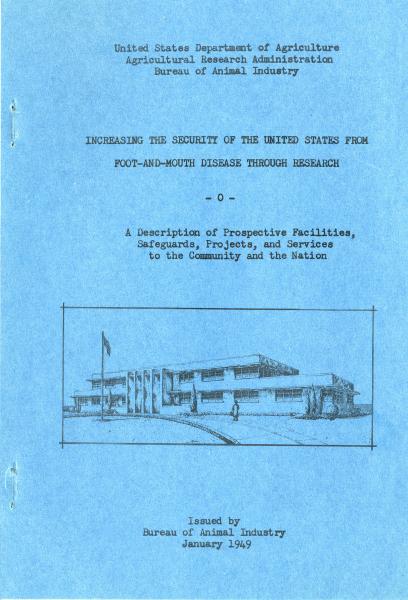 United States Department of Agriculture
Agricultural Research Administration
Bureau of Animal Industry
INCREASING THE SECURITY OF THE UNITED STATES FROM
FOOT-AND-MOUTH DISEASE THROUGH RESEARCH
- O -
A Description of Prospective Facilities,
Safeguards, Projects, and Services
to the Community and the Nation
Issued by
Bureau of Animal Industry
January 1949